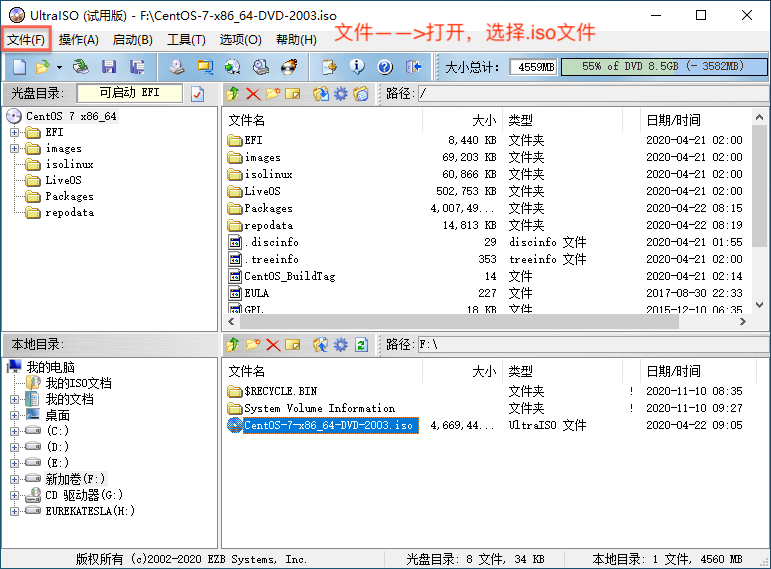 UltraISO (试用版) - F:\CentOS-7-x86_64-DVD-2003.iso
文件——>打开，选择.iso文件
文件(F) 操作(A) 启动(B) 工具(T) 选项(O) 帮助(H)
大小总计： 4559MB 55% of DVD 8.5GB (- 3582MB)
光盘目录： 可启动 EFI 路径：/
CentOS 7 x86_64
EFI
images
isolinux
LiveOS
Packages
repodata
文件名 大小 类型 日期/时间
EFI 8,440 KB 文件夹 2020-04-21 02:00
images 69,203 KB 文件夹 2020-04-21 02:00
isolinux 60,866 KB 文件夹 2020-04-21 02:00
LiveOS 502,753 KB 文件夹 2020-04-21 02:00
Packages 4,007,49... 文件夹 2020-04-22 08:15
repodata 14,813 KB 文件夹 2020-04-22 08:19
.discinfo 29 discinfo 文件 2020-04-21 01:55
.treeinfo 353 treeinfo 文件 2020-04-21 02:00
CentOS_BuildTag 14 文件 2020-04-21 02:14
EULA 227 文件 2017-08-30 22:33
GPL 18 KB 文件 2015-12-10 06:35
本地目录： 路径：F:\
我的电脑
我的ISO文档
我的文档
桌面
(C:)
(D:)
(E:)
新加卷(F:)
CD 驱动器(G:)
EUREKATESLA(H:)
文件名 大小 类型 日期/时间
$RECYCLE.BIN 文件夹 ! 2020-11-10 08:35
System Volume Information 文件夹 ! 2020-11-10 09:27
CentOS-7-x86_64-DVD-2003.iso 4,669,44... UltraISO 文件 2020-04-22 09:05
版权所有 (c)2002-2020 EZB Systems, Inc. 光盘目录: 8 文件, 34 KB 本地目录: 1 文件, 4560 MB